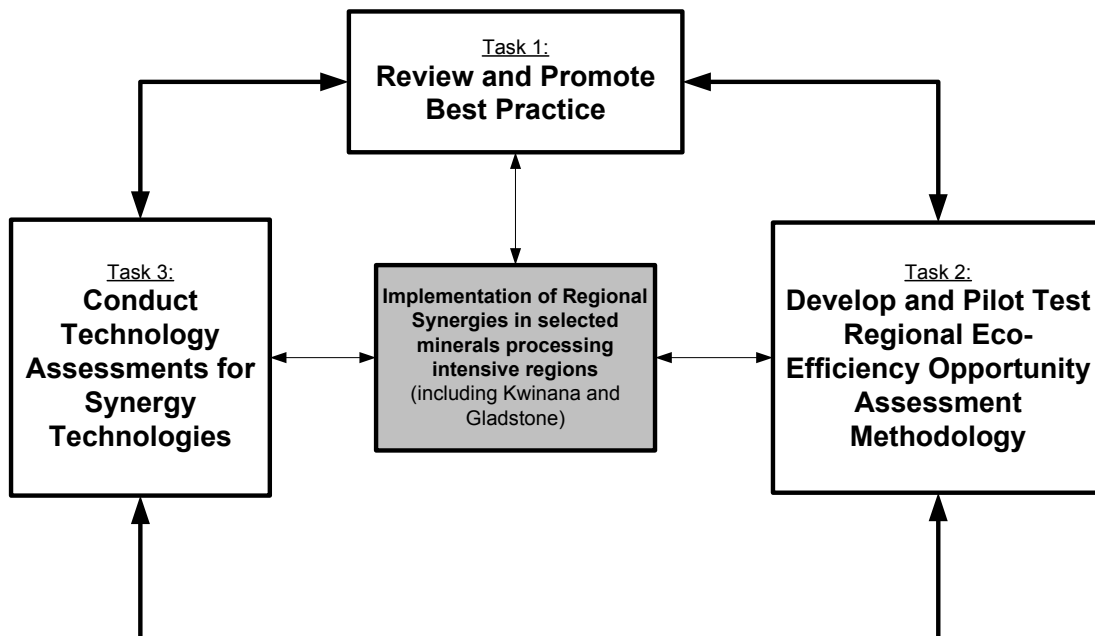 Task 1:
Review and Promote
Best Practice
Task 3:
Conduct
Technology
Assessments for
Synergy
Technologies
Implementation of Regional
Synergies in selected
minerals processing
intensive regions
(including Kwinana and
Gladstone)
Task 2:
Develop and Pilot Test
Regional Eco-
Efficiency Opportunity
Assessment
Methodology